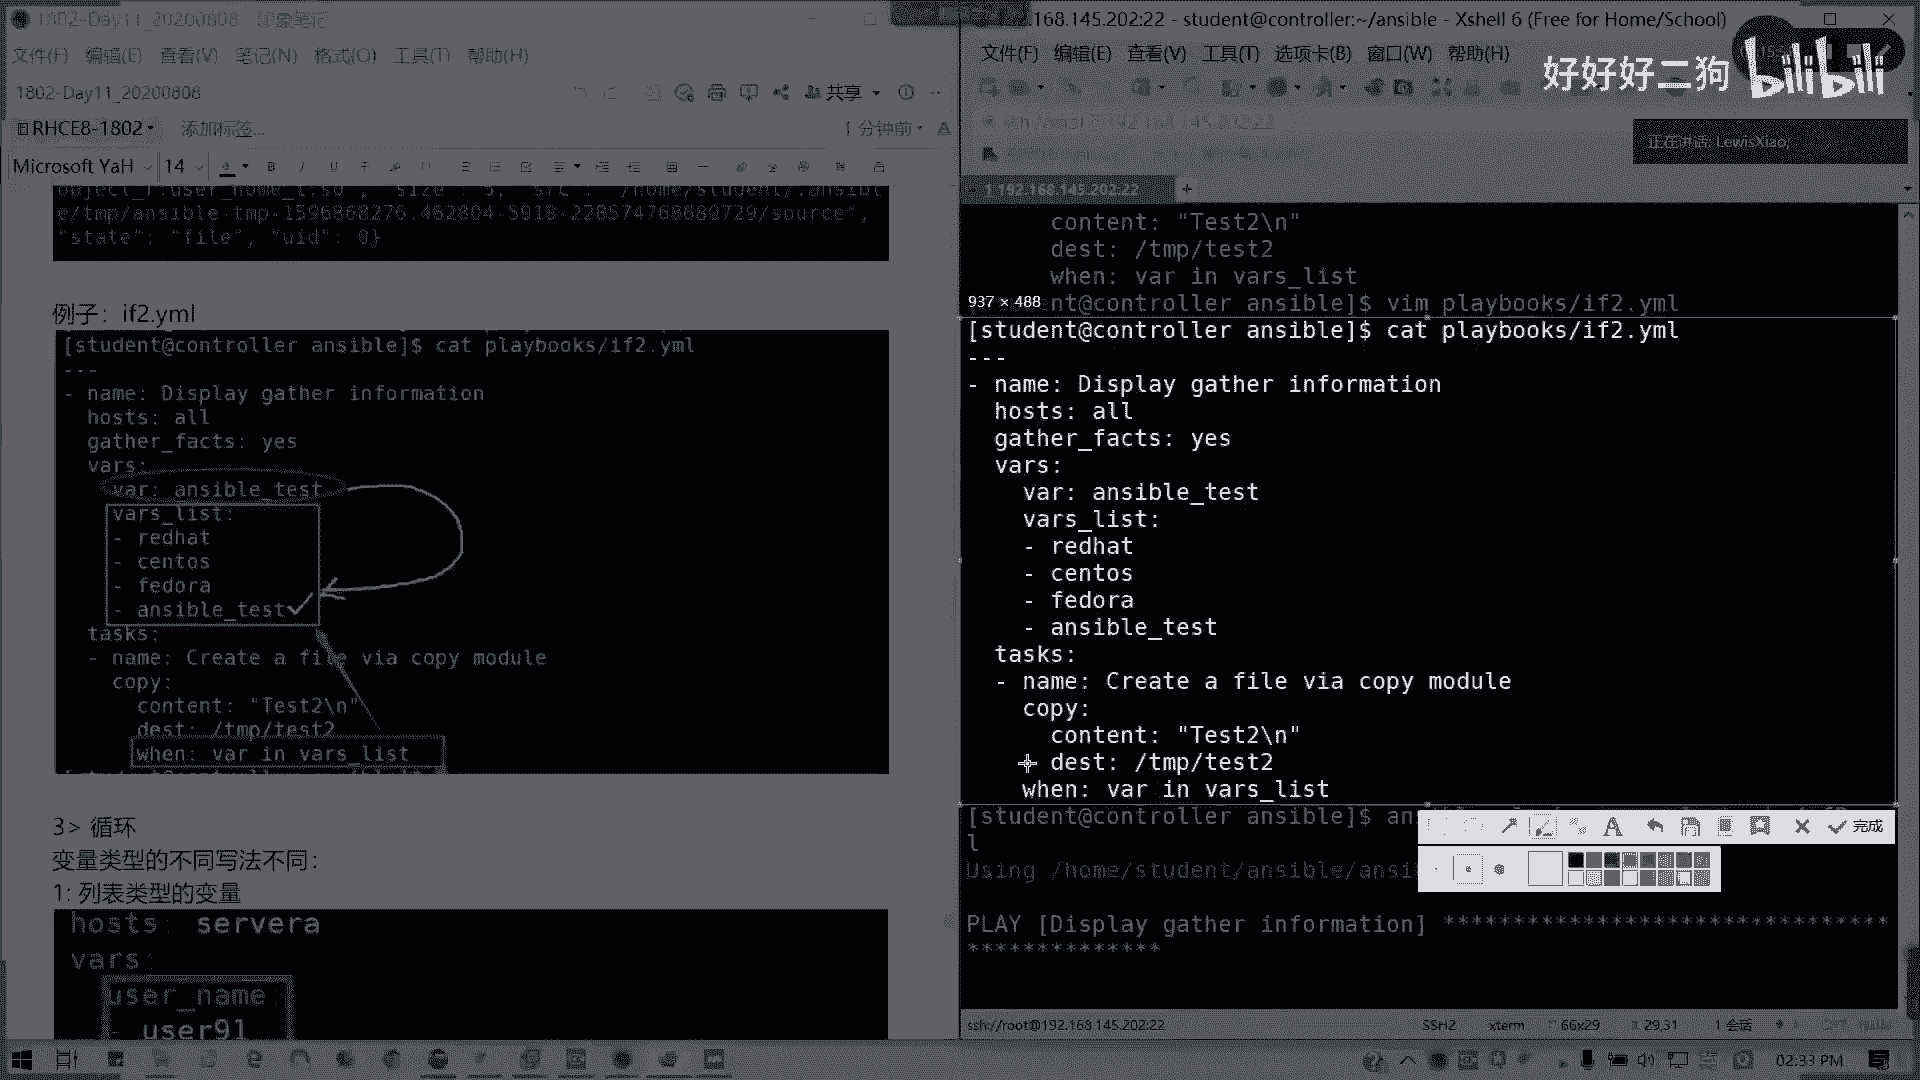 1802-Day11_20200808 - 印象笔记
文件(F) 编辑(E) 查看(V) 笔记(N) 格式(O) 工具(T) 帮助(H)
1802-Day11_20200808
共享
RHCE8-1802
添加标签...
1 分钟前
Microsoft YaH
14
e/tmp/ansible-tmp-1596868276.462804-5918-228574768680729/source",
"state": "file", "uid": 0}
例子：if2.yml
[student@controller ansible]$ cat playbooks/if2.yml
---
- name: Display gather information
hosts: all
gather_facts: yes
vars:
var: ansible_test
vars_list:
- redhat
- centos
- fedora
- ansible_test
tasks:
- name: Create a file via copy module
copy:
content: "Test2\n"
dest: /tmp/test2
when: var in vars_list
3> 循环
变量类型的不同写法不同：
1: 列表类型的变量
hosts: servera
vars:
user_name:
- user91
.168.145.202:22 - student@controller:~/ansible - Xshell 6 (Free for Home/School)
文件(F) 编辑(E) 查看(V) 工具(T) 选项卡(B) 窗口(W) 帮助(H)
好好好二狗 bilibili
正在讲话: LewisXiao;
1 192.168.145.202:22
content: "Test2\n"
dest: /tmp/test2
when: var in vars_list
937 × 488
nt@controller ansible]$ vim playbooks/if2.yml
[student@controller ansible]$ cat playbooks/if2.yml
---
- name: Display gather information
hosts: all
gather_facts: yes
vars:
var: ansible_test
vars_list:
- redhat
- centos
- fedora
- ansible_test
tasks:
- name: Create a file via copy module
copy:
content: "Test2\n"
dest: /tmp/test2
when: var in vars_list
[student@controller ansible]$ an
l
完成
Using /home/student/ansible/ansi
PLAY [Display gather information] ********************************
**************
ssh://root@192.168.145.202:22
SSH2
xterm
66x29
29,31
1 会话
02:33 PM